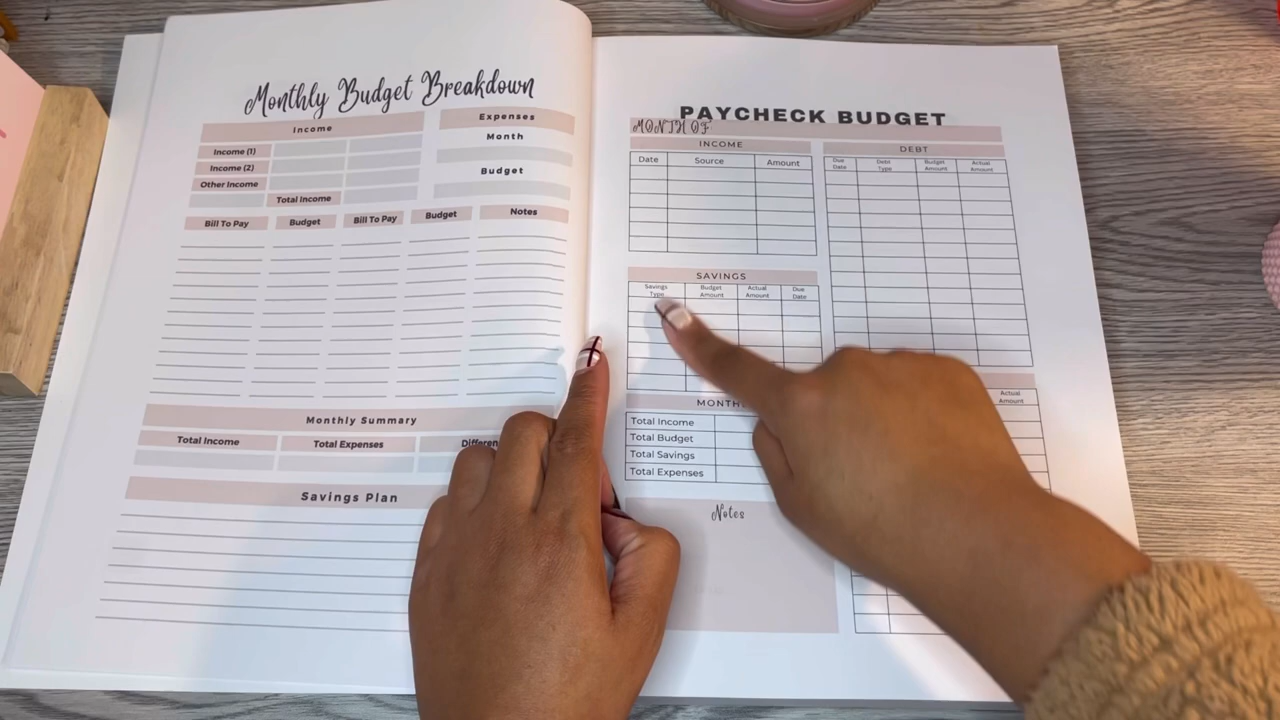 Monthly Budget Breakdown
Income
Income (1)
Income (2)
Other Income
Total Income
Expenses
Month
Budget
Bill To Pay Budget Bill To Pay Budget Notes
Monthly Summary
Total Income Total Expenses
Savings Plan
PAYCHECK BUDGET
MONTH OF
INCOME
Date Source Amount
DEBT
Due Debt Budget Actual
Date Type Amount Amount
SAVINGS
Savings Budget Actual Due
Type Amount Amount Date
Total Income
Total Budget
Total Savings
Total Expenses
Actual
Amount
Notes